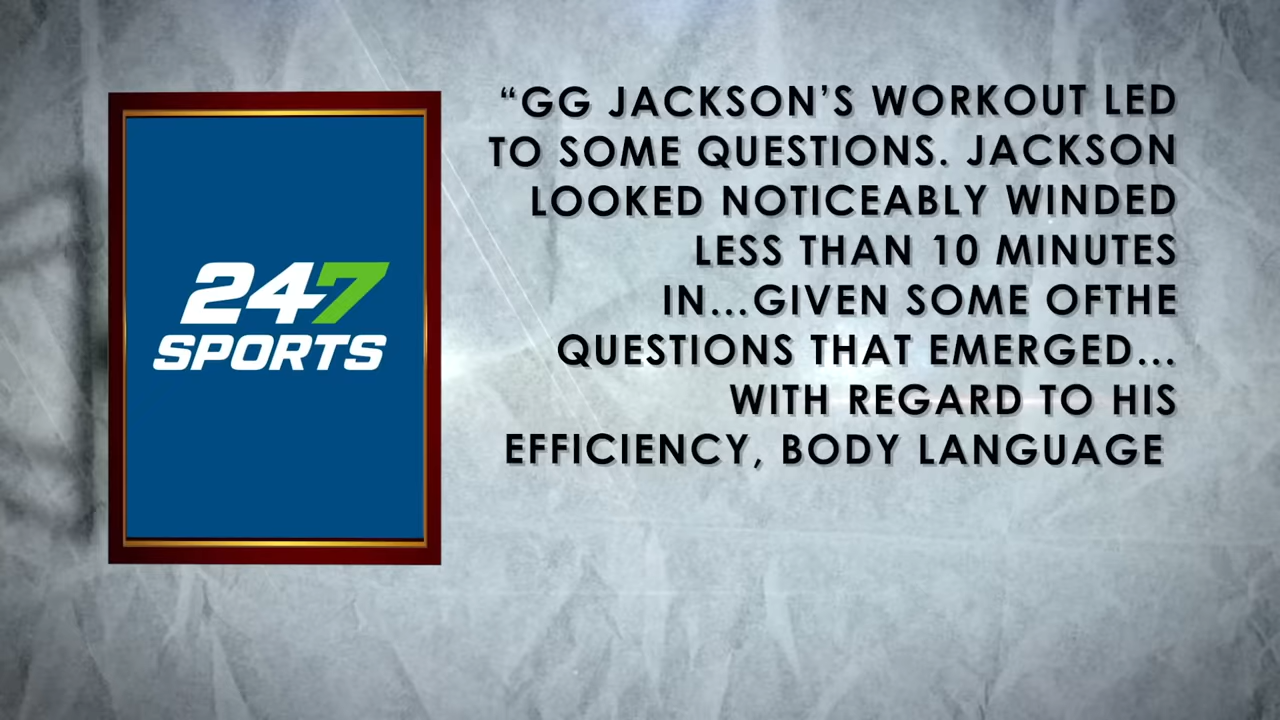 247
SPORTS
“GG JACKSON’S WORKOUT LED
TO SOME QUESTIONS. JACKSON
LOOKED NOTICEABLY WINDED
LESS THAN 10 MINUTES
IN...GIVEN SOME OFTHE
QUESTIONS THAT EMERGED...
WITH REGARD TO HIS
EFFICIENCY, BODY LANGUAGE